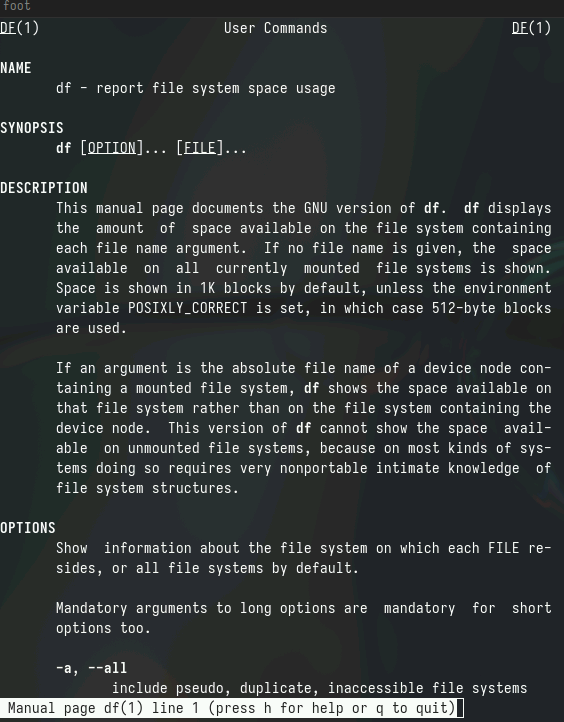 foot
DF(1) User Commands DF(1)
NAME
df - report file system space usage
SYNOPSIS
df [OPTION]... [FILE]...
DESCRIPTION
This manual page documents the GNU version of df.  df displays
the  amount  of  space available on the file system containing
each file name argument.  If no file name is given, the  space
available  on  all  currently  mounted  file systems is shown.
Space is shown in 1K blocks by default, unless the environment
variable POSIXLY_CORRECT is set, in which case 512-byte blocks
are used.
If an argument is the absolute file name of a device node con-
taining a mounted file system, df shows the space available on
that file system rather than on the file system containing the
device node.  This version of df cannot show the space  avail-
able  on unmounted file systems, because on most kinds of sys-
tems doing so requires very nonportable intimate knowledge  of
file system structures.
OPTIONS
Show  information about the file system on which each FILE re-
sides, or all file systems by default.
Mandatory arguments to long options are  mandatory  for  short
options too.
-a, --all
include pseudo, duplicate, inaccessible file systems
Manual page df(1) line 1 (press h for help or q to quit)